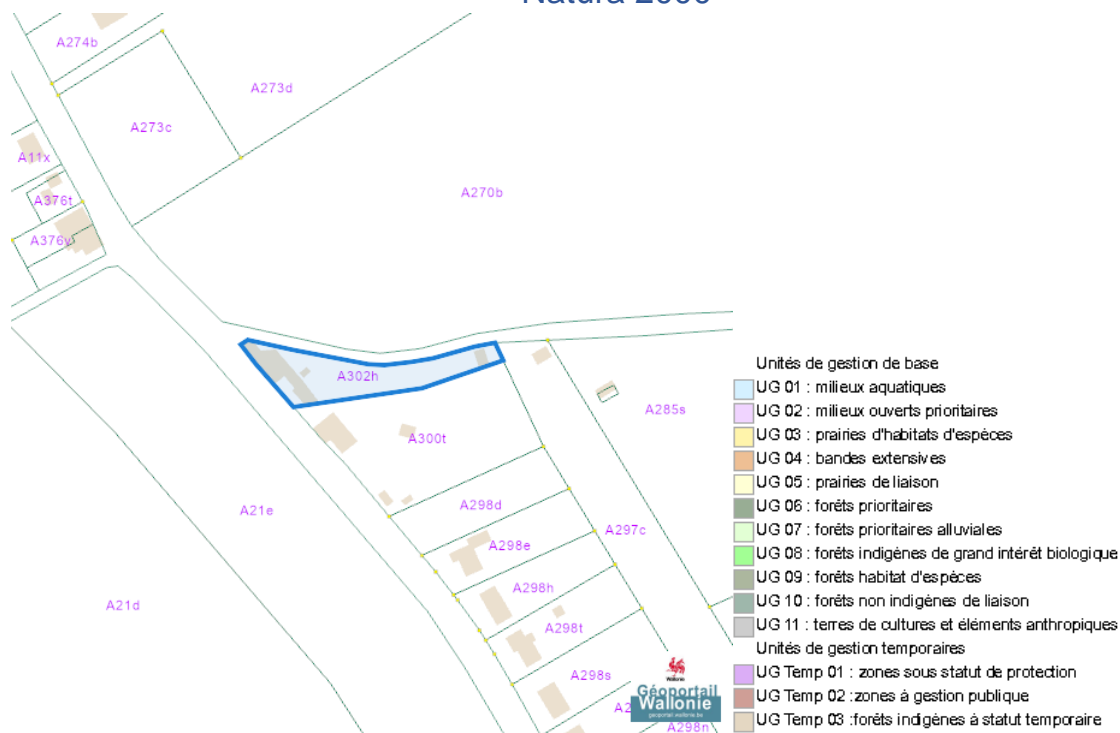 Natura 2000
A274b
A273d
A273c
A11x
A376t
A270b
A376v
A302h
A285s
A300t
A21e
A298d
A297c
A298e
A298h
A21d
A298t
A298s
A298n
Wallonie
Géoportail
Wallonie
geoportail.wallonie.be
Unités de gestion de base
UG 01 : milieux aquatiques
UG 02 : milieux ouverts prioritaires
UG 03 : prairies d'habitats d'espèces
UG 04 : bandes extensives
UG 05 : prairies de liaison
UG 06 : forêts prioritaires
UG 07 : forêts prioritaires alluviales
UG 08 : forêts indigènes de grand intérêt biologique
UG 09 : forêts habitat d'espèces
UG 10 : forêts non indigènes de liaison
UG 11 : terres de cultures et éléments anthropiques
Unités de gestion temporaires
UG Temp 01 : zones sous statut de protection
UG Temp 02 :zones à gestion publique
UG Temp 03 :forêts indigènes à statut temporaire